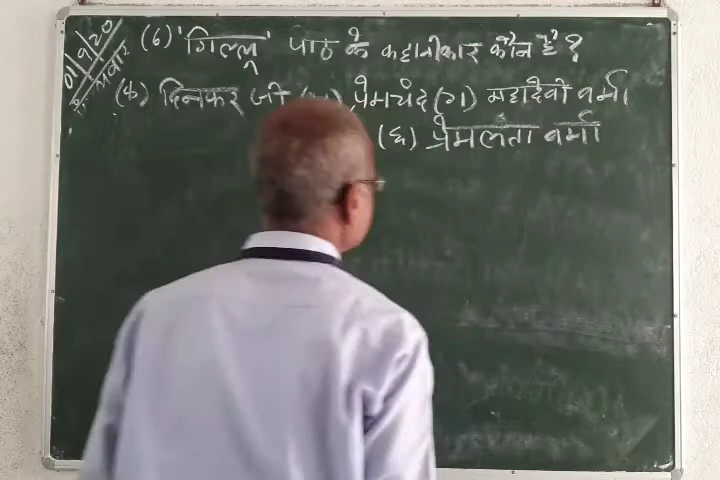 (6) 'गिल्लू' पाठ के कहानीकार कौन है ?
(क) दिनकर जी प्रेमचंद (ग) महादेवी वर्मा
(घ) प्रेमलता वर्मा